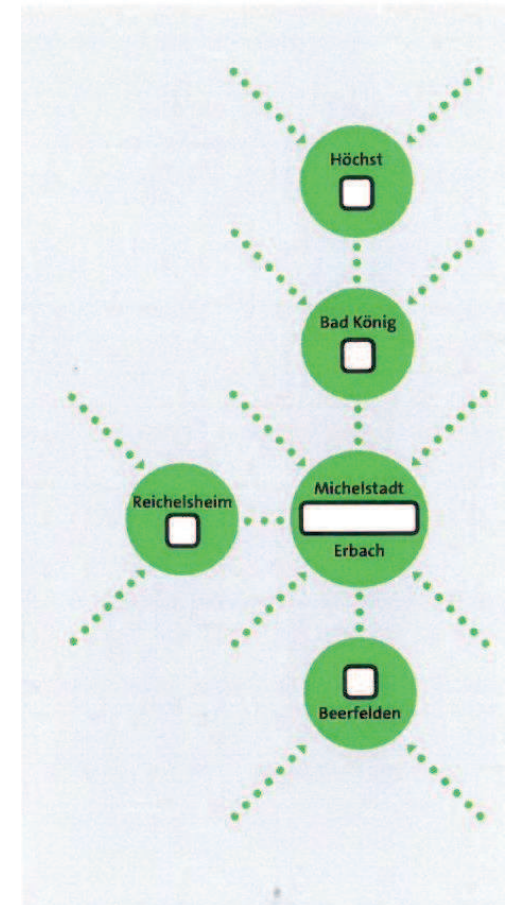 Höchst
Bad König
Reichelsheim
Michelstadt
Erbach
Beerfelden